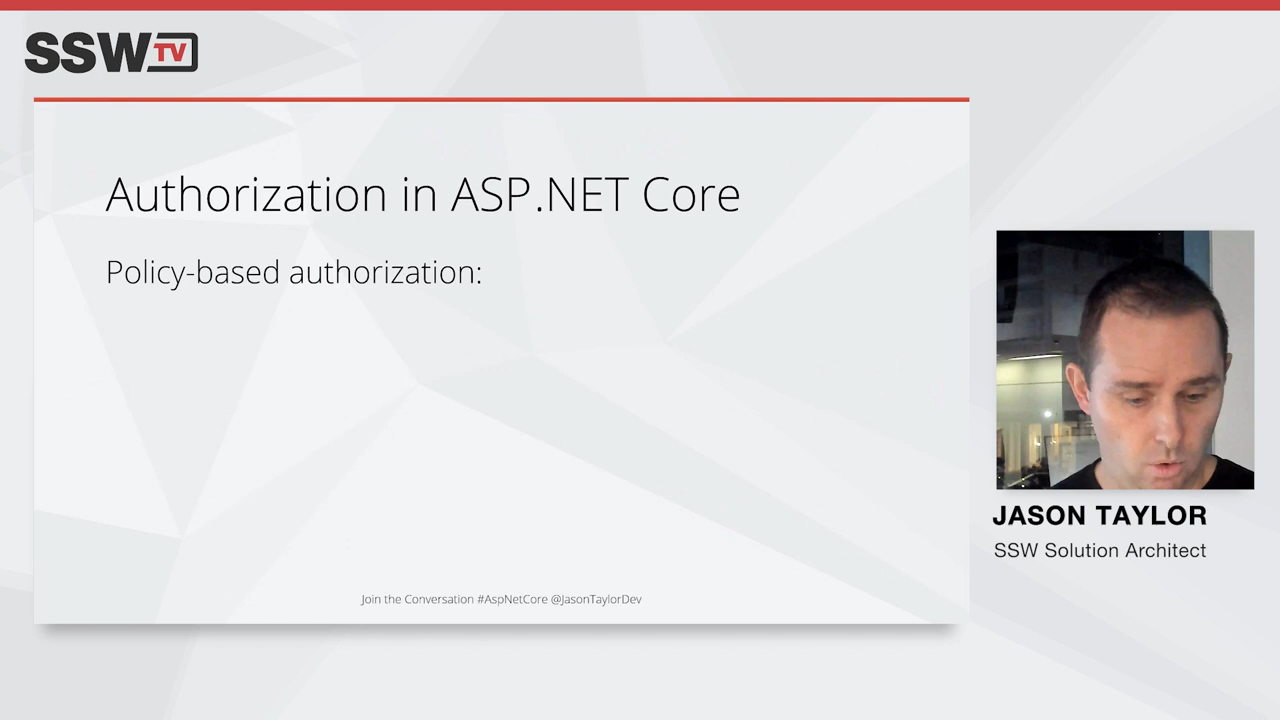 SSW TV
Authorization in ASP.NET Core
Policy-based authorization:
Join the Conversation #AspNetCore @JasonTaylorDev
JASON TAYLOR
SSW Solution Architect